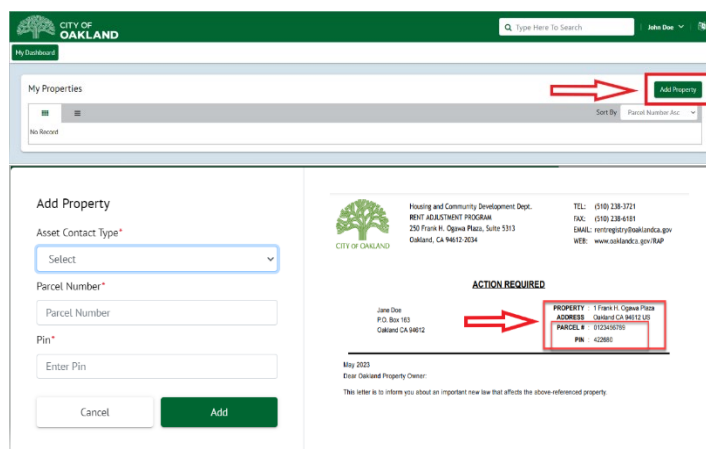 CITY OF
OAKLAND
Type Here To Search
John Doe
My Dashboard
My Properties
Add Property
Sort By
Parcel Number Asc
No Record
Add Property
Asset Contact Type*
Select
Parcel Number*
Parcel Number
Pin*
Enter Pin
Cancel
Add
CITY OF OAKLAND
Housing and Community Development Dept.
RENT ADJUSTMENT PROGRAM
250 Frank H. Ogawa Plaza, Suite 5313
Oakland, CA 94612-2034
TEL: (510) 238-3721
FAX: (510) 238-6181
EMAIL: rentregistry@oaklandca.gov
WEB: www.oaklandca.gov/RAP
ACTION REQUIRED
Jane Doe
P.O. Box 163
Oakland CA 94612
PROPERTY : 1 Frank H. Ogawa Plaza
ADDRESS Oakland CA 94612 US
PARCEL # : 0123456789
PIN : 422660
May 2023
Dear Oakland Property Owner:
This letter is to inform you about an important new law that affects the above-referenced property.